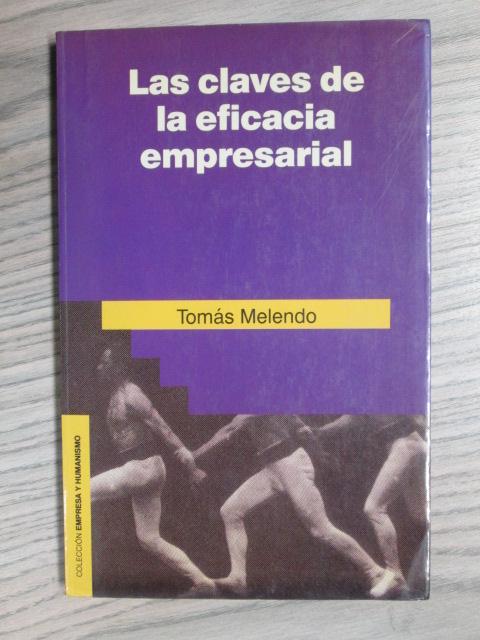 Las claves de
la eficacia
empresarial
Tomás Melendo
COLECCIÓN EMPRESA Y HUMANISMO